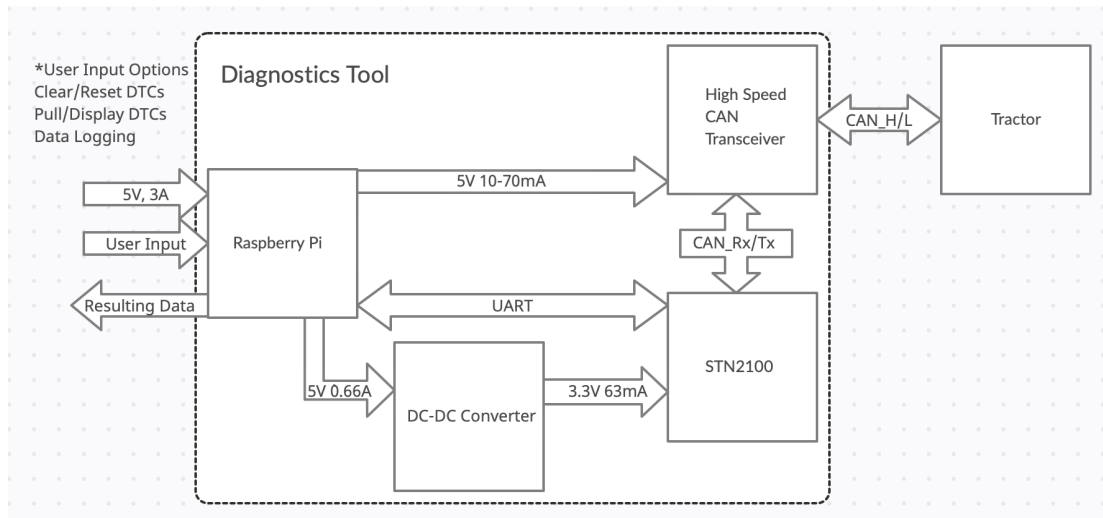 *User Input Options
Clear/Reset DTCs
Pull/Display DTCs
Data Logging
Diagnostics Tool
High Speed
CAN
Transceiver
CAN_H/L
Tractor
5V, 3A
5V 10-70mA
User Input
Raspberry Pi
CAN_Rx/Tx
Resulting Data
UART
STN2100
5V 0.66A
DC-DC Converter
3.3V 63mA